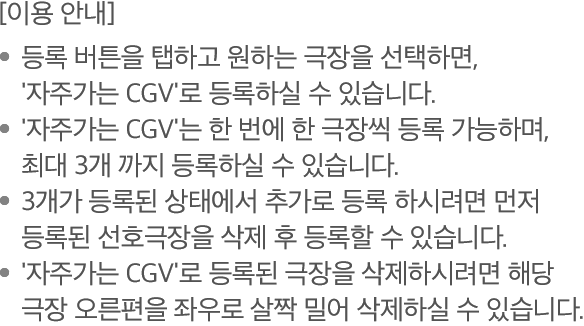 [이용 안내]
• 등록 버튼을 탭하고 원하는 극장을 선택하면,
'자주가는 CGV'로 등록하실 수 있습니다.
• '자주가는 CGV'는 한 번에 한 극장씩 등록 가능하며,
최대 3개 까지 등록하실 수 있습니다.
• 3개가 등록된 상태에서 추가로 등록 하시려면 먼저
등록된 선호극장을 삭제 후 등록할 수 있습니다.
• '자주가는 CGV'로 등록된 극장을 삭제하시려면 해당
극장 오른편을 좌우로 살짝 밀어 삭제하실 수 있습니다.